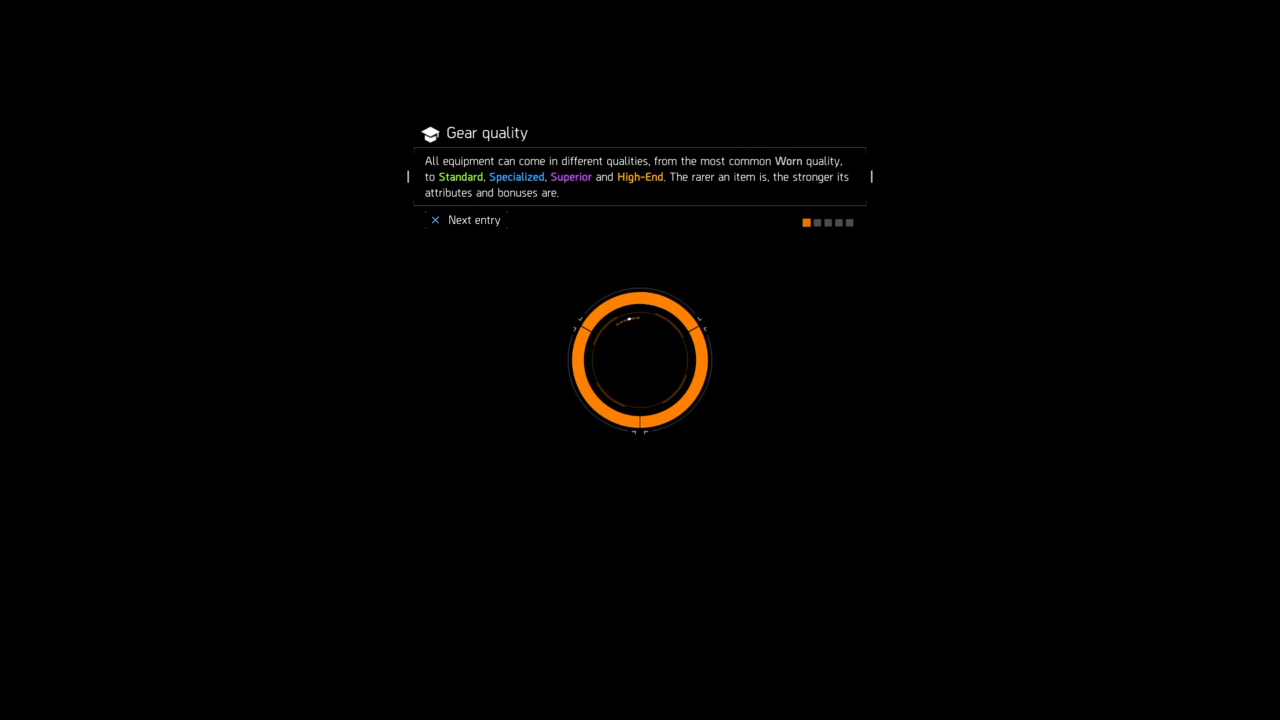 Gear quality
All equipment can come in different qualities, from the most common Worn quality,
to Standard, Specialized, Superior and High-End. The rarer an item is, the stronger its
attributes and bonuses are.
Next entry